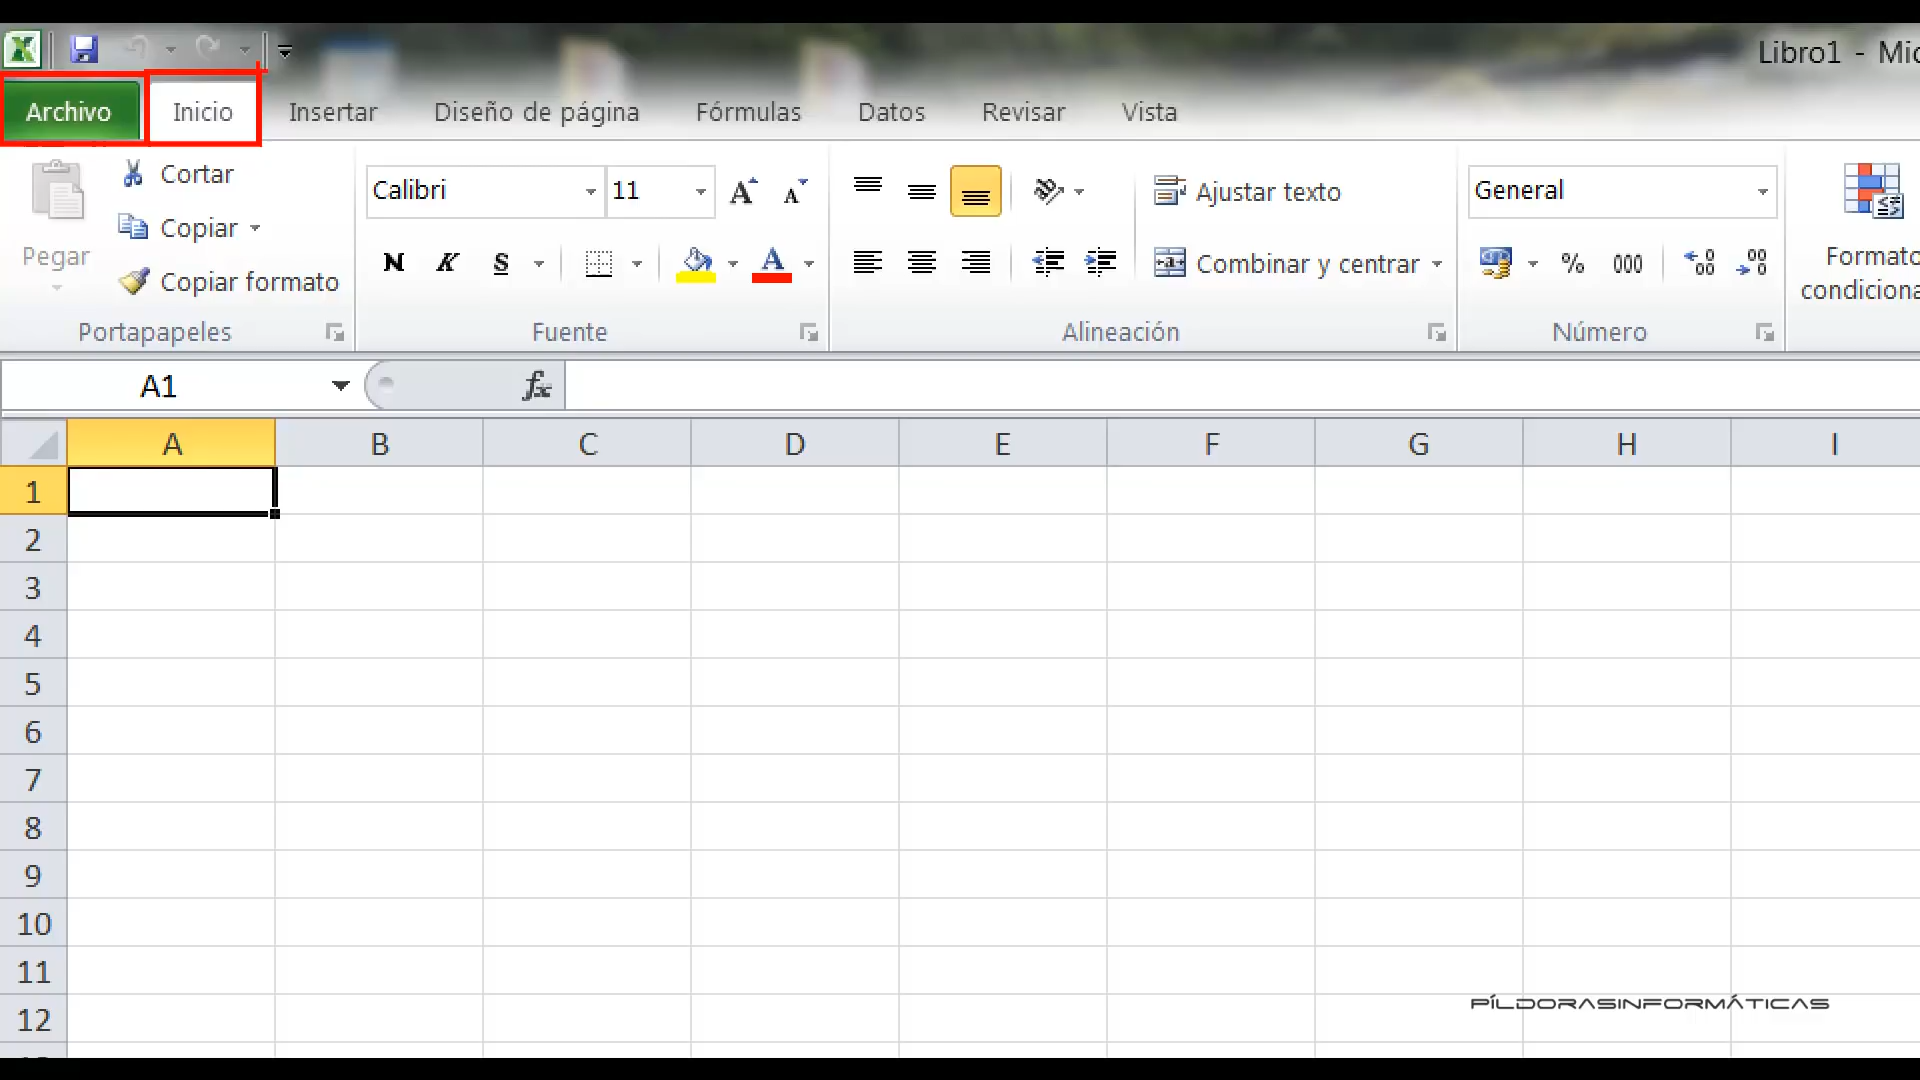 Libro1 - Mic
Archivo Inicio Insertar Diseño de página Fórmulas Datos Revisar Vista
Pegar
Cortar
Copiar
Copiar formato
Portapapeles
Calibri 11
N K S
Fuente
Ajustar texto
Combinar y centrar
Alineación
General
% 000
Número
Formato
condiciona
A1 fx
A B C D E F G H I
1
2
3
4
5
6
7
8
9
10
11
12
PÍLDORASINFORMÁTICAS